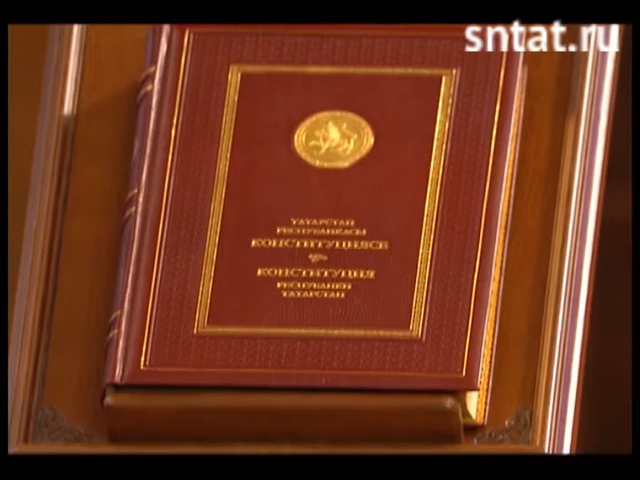 sntat.ru
ТАТАРСТАН
РЕСПУБЛИКАСЫ
КОНСТИТУЦИЯСЕ
КОНСТИТУЦИЯ
РЕСПУБЛИКИ
ТАТАРСТАН